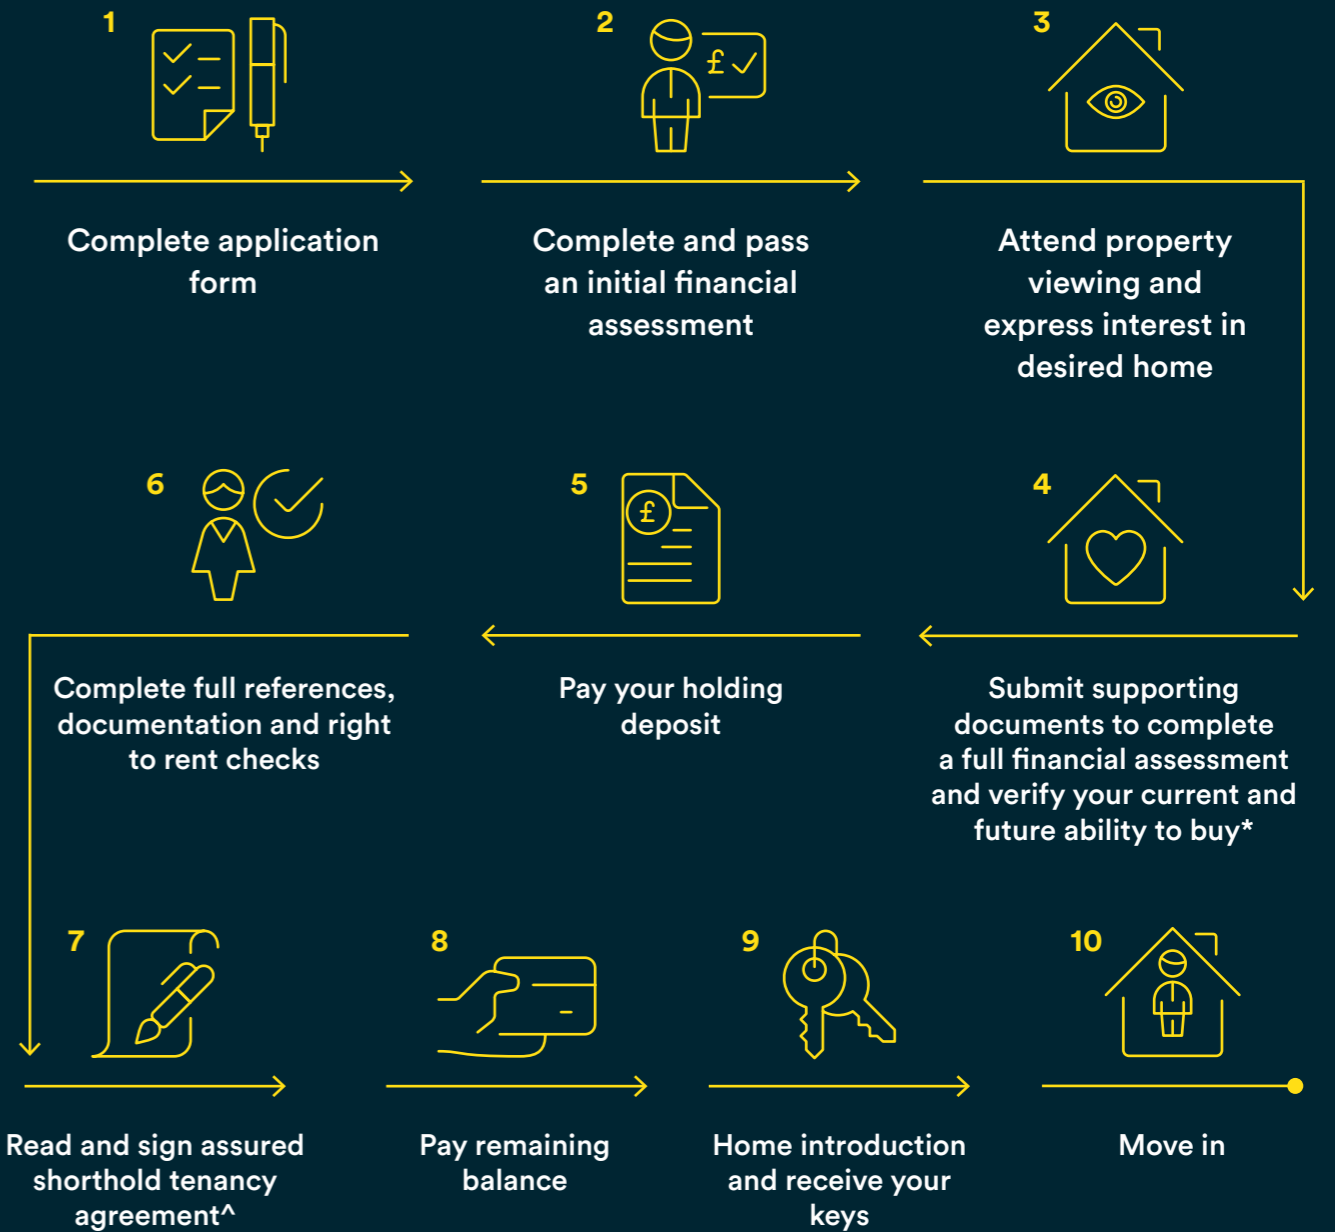 1
Complete application
form
2
£
Complete and pass
an initial financial
assessment
3
Attend property
viewing and
express interest in
desired home
4
Submit supporting
documents to complete
a full financial assessment
and verify your current and
future ability to buy*
5
£
Pay your holding
deposit
6
Complete full references,
documentation and right
to rent checks
7
Read and sign assured
shorthold tenancy
agreement^
8
Pay remaining
balance
9
Home introduction
and receive your
keys
10
Move in